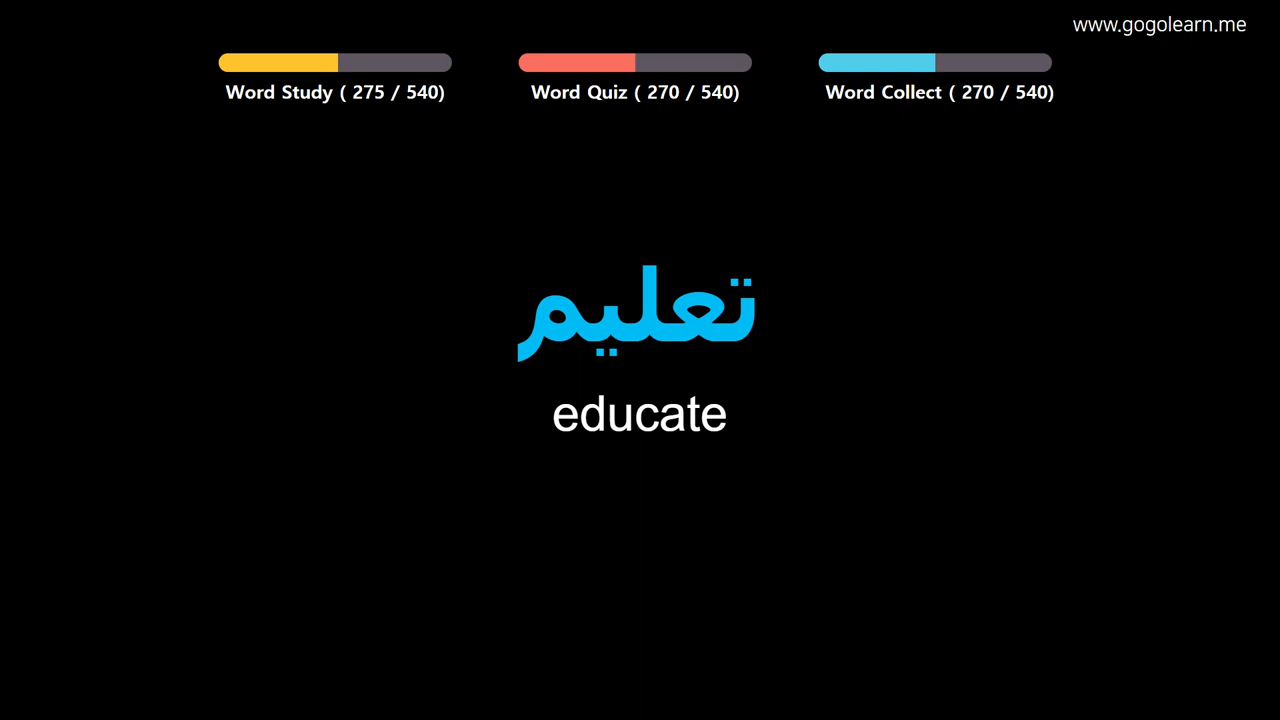 www.gogolearn.me
Word Study ( 275 / 540)
Word Quiz ( 270 / 540)
Word Collect ( 270 / 540)
تعليم
educate